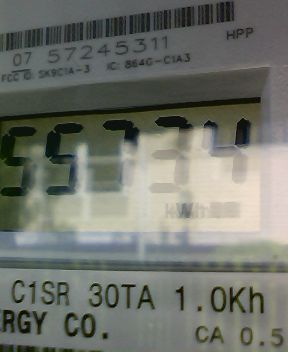 07 57245311
HPP
FCC ID: SK9C1A-3 IC: 864G-C1A3
55734
kWh
C1SR 30TA 1.0Kh
RGY CO.
CA 0.5